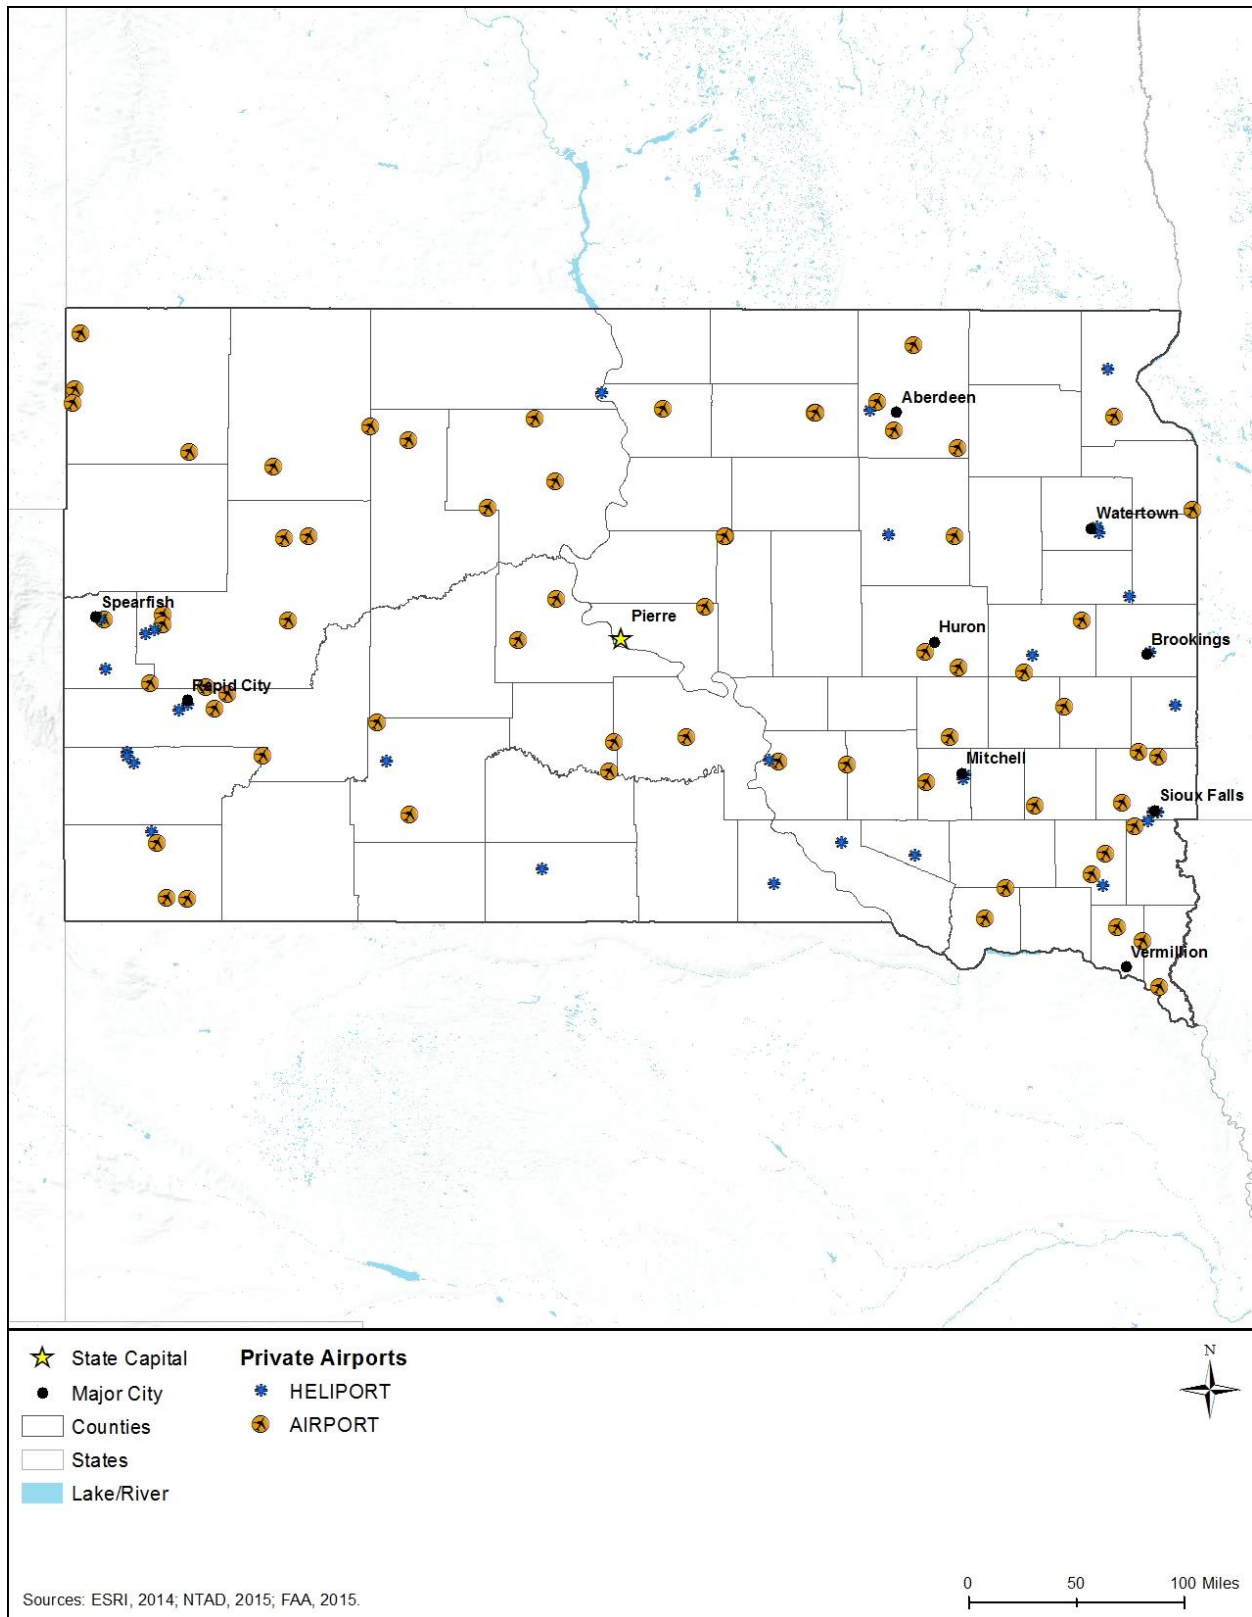 Aberdeen
Watertown
Spearfish
Pierre
Huron
Brookings
Rapid City
Mitchell
Sioux Falls
Vermillion
State Capital
Private Airports
N
Major City
HELIPORT
Counties
AIRPORT
States
Lake/River
0 50 100 Miles
Sources: ESRI, 2014; NTAD, 2015; FAA, 2015.